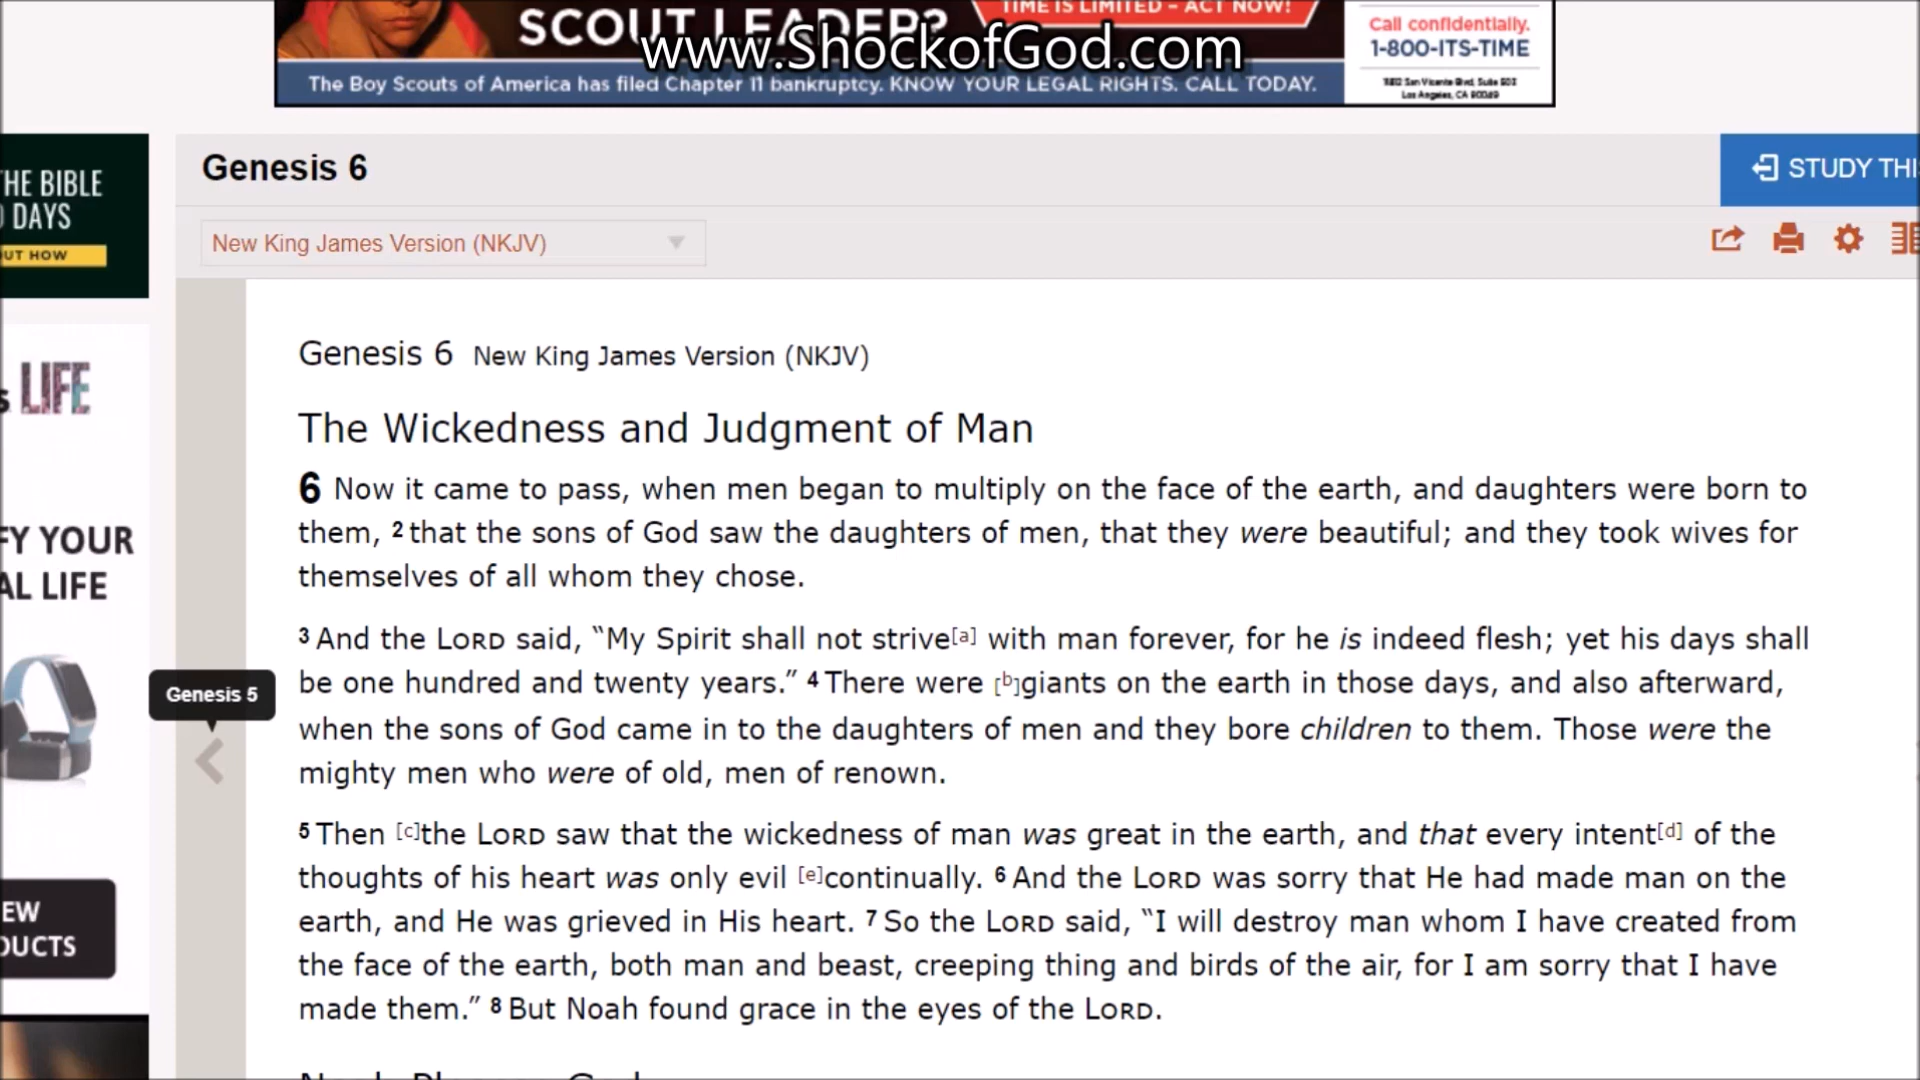 SCOUT LEADER?
TIME IS LIMITED – ACT NOW!
www.ShockofGod.com
Call confidentially.
1-800-ITS-TIME
The Boy Scouts of America has filed Chapter 11 bankruptcy. KNOW YOUR LEGAL RIGHTS. CALL TODAY.
Los Angeles, CA 90049
HE BIBLE
DAYS
UT HOW
Genesis 6
STUDY THI
New King James Version (NKJV)
LIFE
FY YOUR
AL LIFE
Genesis 5
EW
DUCTS
Genesis 6 New King James Version (NKJV)
The Wickedness and Judgment of Man
6 Now it came to pass, when men began to multiply on the face of the earth, and daughters were born to
them, 2 that the sons of God saw the daughters of men, that they were beautiful; and they took wives for
themselves of all whom they chose.
3 And the LORD said, “My Spirit shall not strive[a] with man forever, for he is indeed flesh; yet his days shall
be one hundred and twenty years.” 4 There were [b]giants on the earth in those days, and also afterward,
when the sons of God came in to the daughters of men and they bore children to them. Those were the
mighty men who were of old, men of renown.
5 Then [c]the LORD saw that the wickedness of man was great in the earth, and that every intent[d] of the
thoughts of his heart was only evil [e]continually. 6 And the LORD was sorry that He had made man on the
earth, and He was grieved in His heart. 7 So the LORD said, “I will destroy man whom I have created from
the face of the earth, both man and beast, creeping thing and birds of the air, for I am sorry that I have
made them.” 8 But Noah found grace in the eyes of the LORD.